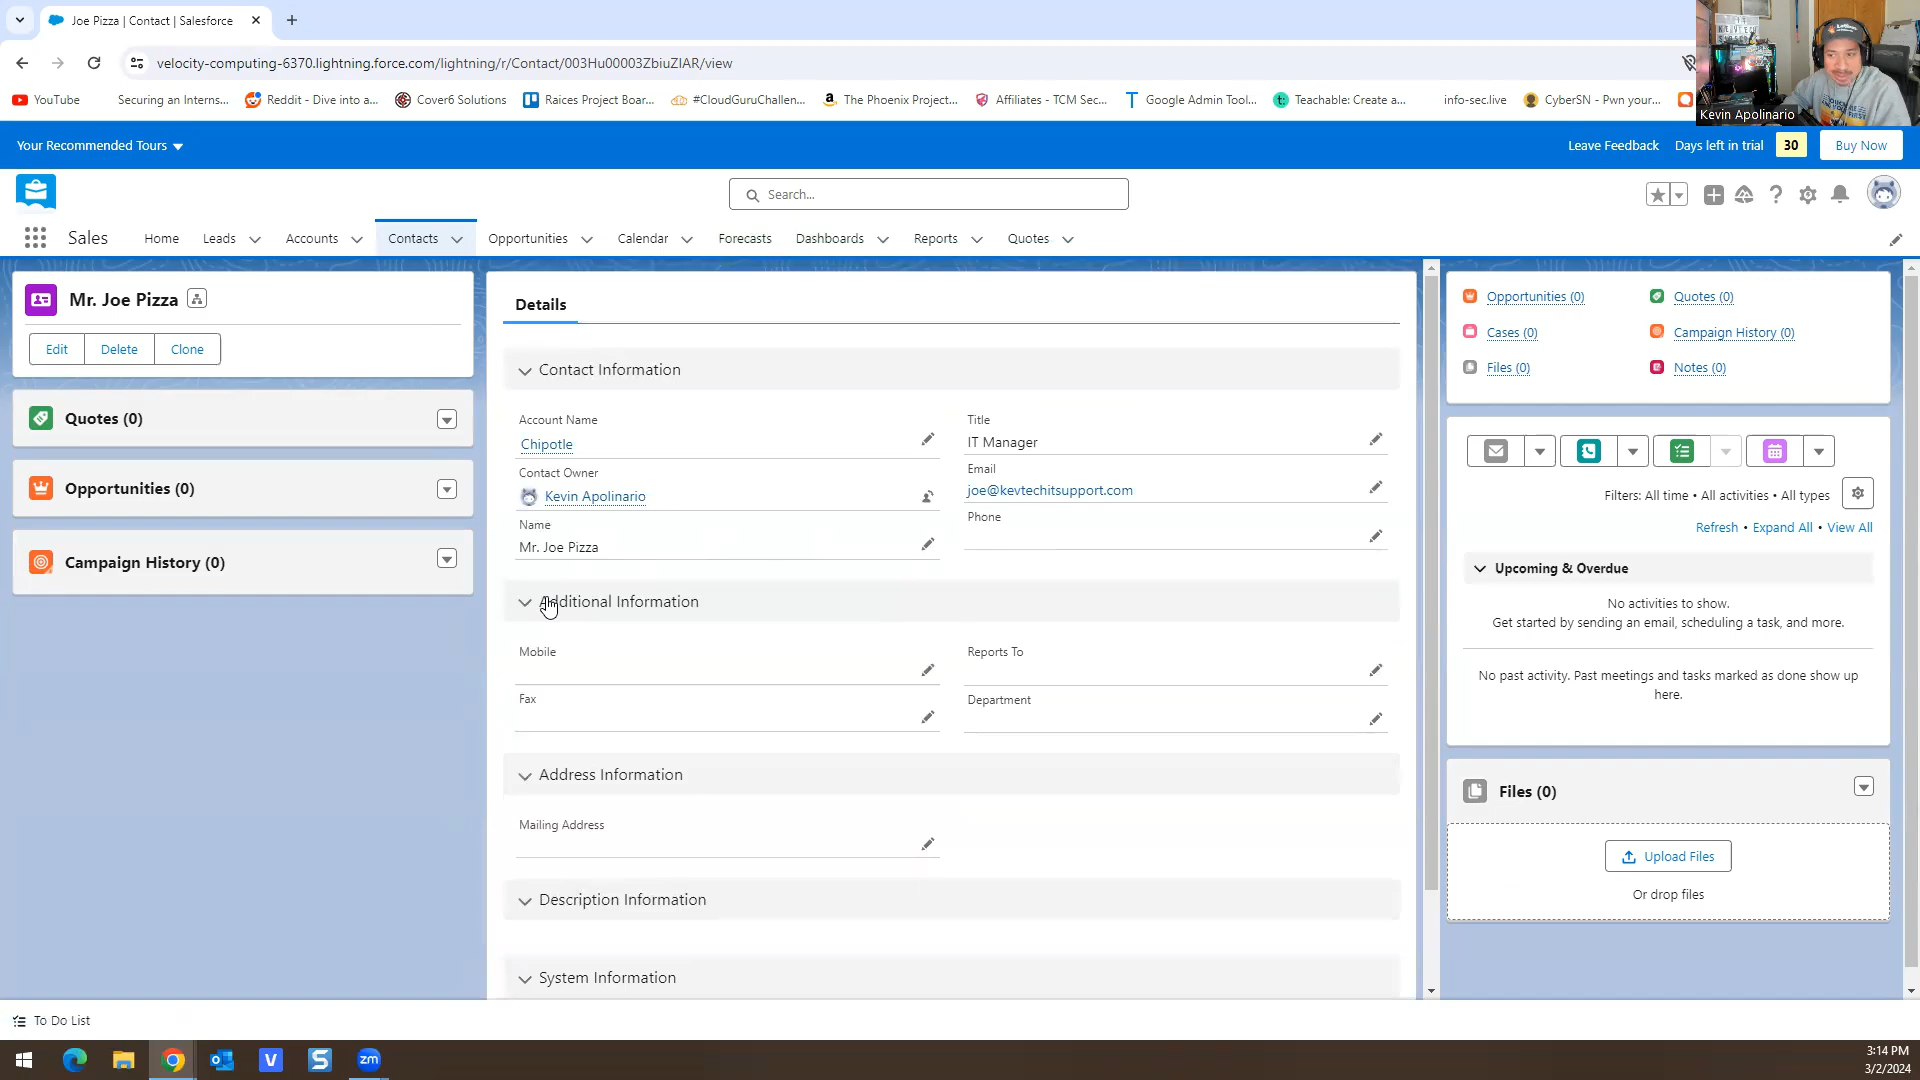 Joe Pizza | Contact | Salesforce
velocity-computing-6370.lightning.force.com/lightning/r/Contact/003Hu00003ZbiuZIAR/view
YouTube
Securing an Interns...
Reddit - Dive into a...
Cover6 Solutions
Raices Project Boar...
#CloudGuruChallen...
The Phoenix Project...
Affiliates - TCM Sec...
Google Admin Tool...
Teachable: Create a...
info-sec.live
CyberSN - Pwn your...
Kevin Apolinario
Your Recommended Tours
Leave Feedback
Days left in trial
30
Buy Now
Search...
Sales
Home
Leads
Accounts
Contacts
Opportunities
Calendar
Forecasts
Dashboards
Reports
Quotes
Mr. Joe Pizza
Edit
Delete
Clone
Quotes (0)
Opportunities (0)
Campaign History (0)
Details
Contact Information
Account Name
Chipotle
Contact Owner
Kevin Apolinario
Name
Mr. Joe Pizza
Title
IT Manager
Email
joe@kevtechitsupport.com
Phone
Additional Information
Mobile
Fax
Reports To
Department
Address Information
Mailing Address
Description Information
System Information
Opportunities (0)
Quotes (0)
Cases (0)
Campaign History (0)
Files (0)
Notes (0)
Filters: All time • All activities • All types
Refresh • Expand All • View All
Upcoming & Overdue
No activities to show.
Get started by sending an email, scheduling a task, and more.
No past activity. Past meetings and tasks marked as done show up
here.
Files (0)
Upload Files
Or drop files
To Do List
zm
3:14 PM
3/2/2024